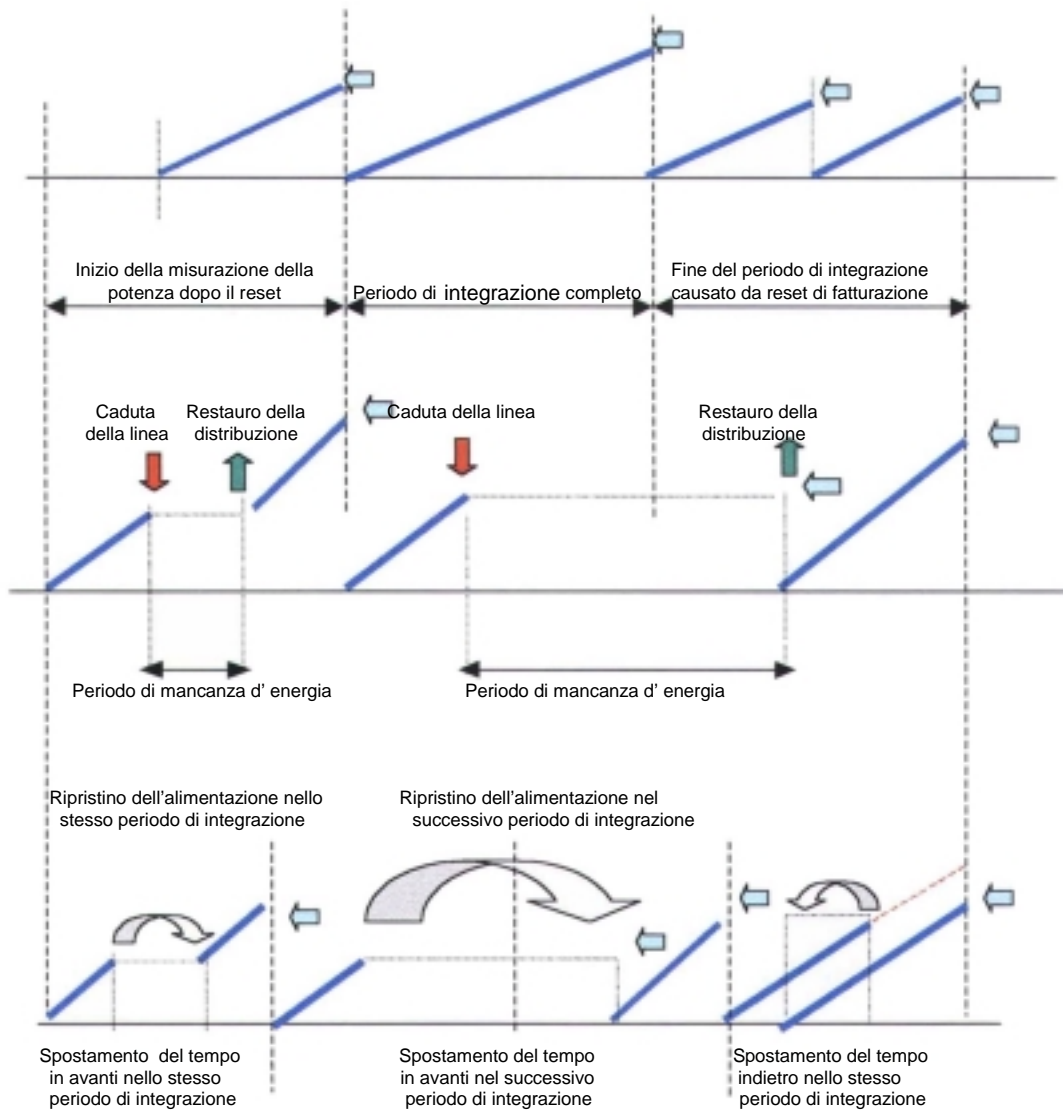 Inizio della misurazione della
potenza dopo il reset
Periodo di integrazione completo
Fine del periodo di integrazione
causato da reset di fatturazione
Caduta
della linea
Restauro della
distribuzione
Caduta della linea
Restauro della
distribuzione
Periodo di mancanza d' energia
Periodo di mancanza d' energia
Ripristino dell'alimentazione nello
stesso periodo di integrazione
Ripristino dell'alimentazione nel
successivo periodo di integrazione
Spostamento del tempo
in avanti nello stesso
periodo di integrazione
Spostamento del tempo
in avanti nel successivo
periodo di integrazione
Spostamento del tempo
indietro nello stesso
periodo di integrazione